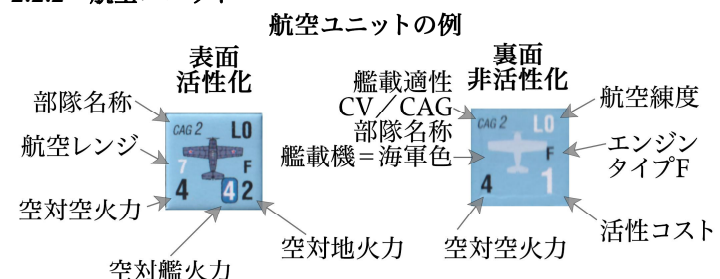 航空ユニットの例
表面
活性化
部隊名称
航空レンジ
空対空火力
空対艦火力
空対地火力
CAG 2 LO
7 F
4 4 2
裏面
非活性化
艦載適性
CV／CAG
部隊名称
艦載機＝海軍色
空対空火力
航空練度
エンジン
タイプF
活性コスト
CAG 2 LO
F
4 1